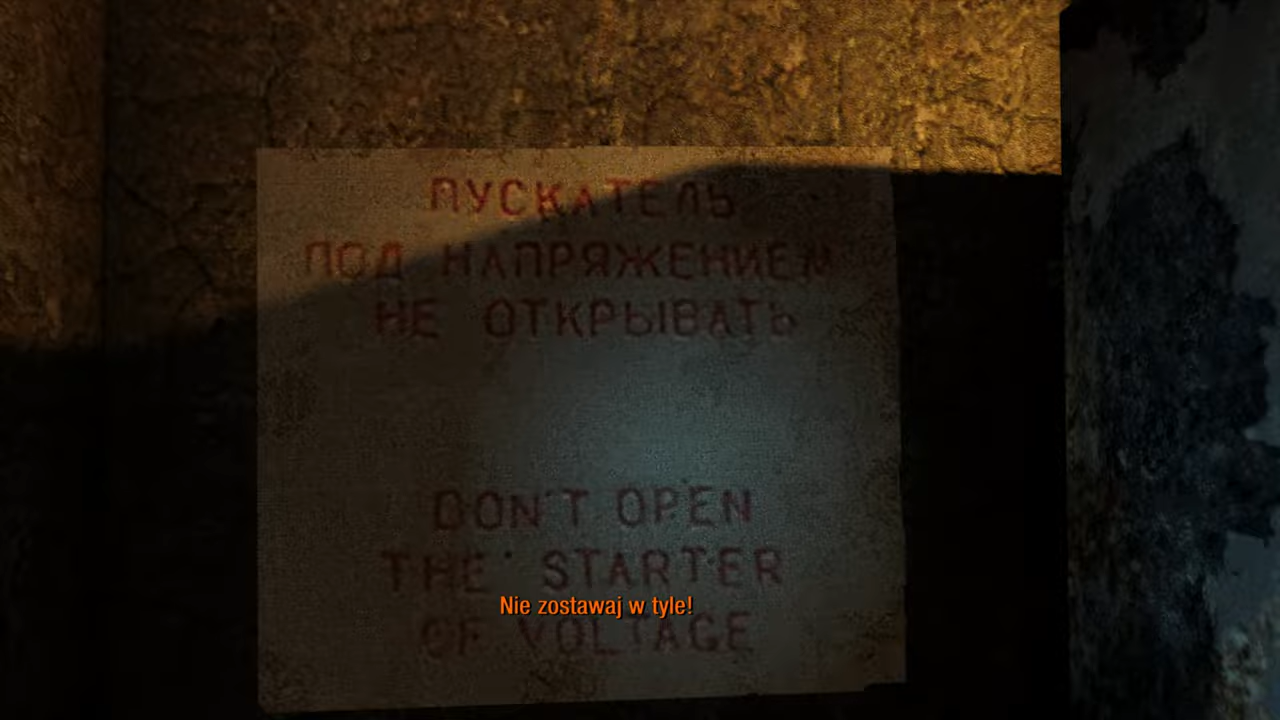 ПУСКАТЕЛЬ
ПОД НАПРЯЖЕНИЕМ
НЕ ОТКРЫВАТЬ
DON'T OPEN
THE STARTER
Nie zostawaj w tyle!
OF VOLTAGE